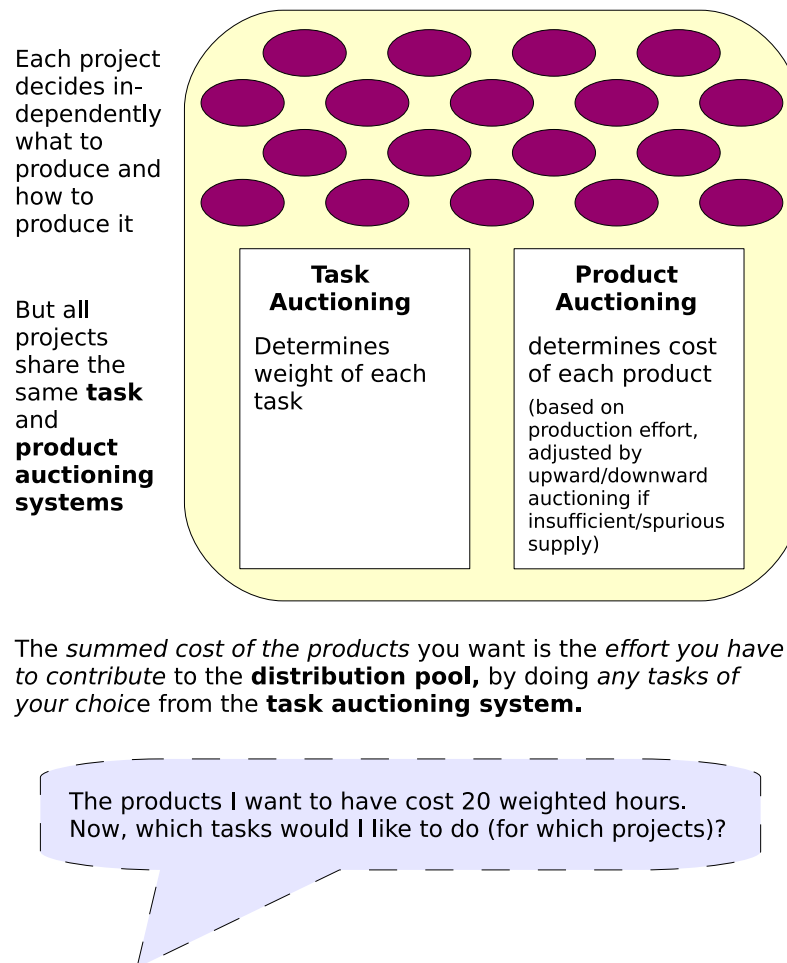 Each project
decides in-
dependently
what to
produce and
how to
produce it
But all
projects
share the
same task
and
product
auctioning
systems
Task
Auctioning
Determines
weight of each
task
Product
Auctioning
determines cost
of each product
(based on
production effort,
adjusted by
upward/downward
auctioning if
insufficient/spurious
supply)
The summed cost of the products you want is the effort you have
to contribute to the distribution pool, by doing any tasks of
your choice from the task auctioning system.
The products I want to have cost 20 weighted hours.
Now, which tasks would I like to do (for which projects)?